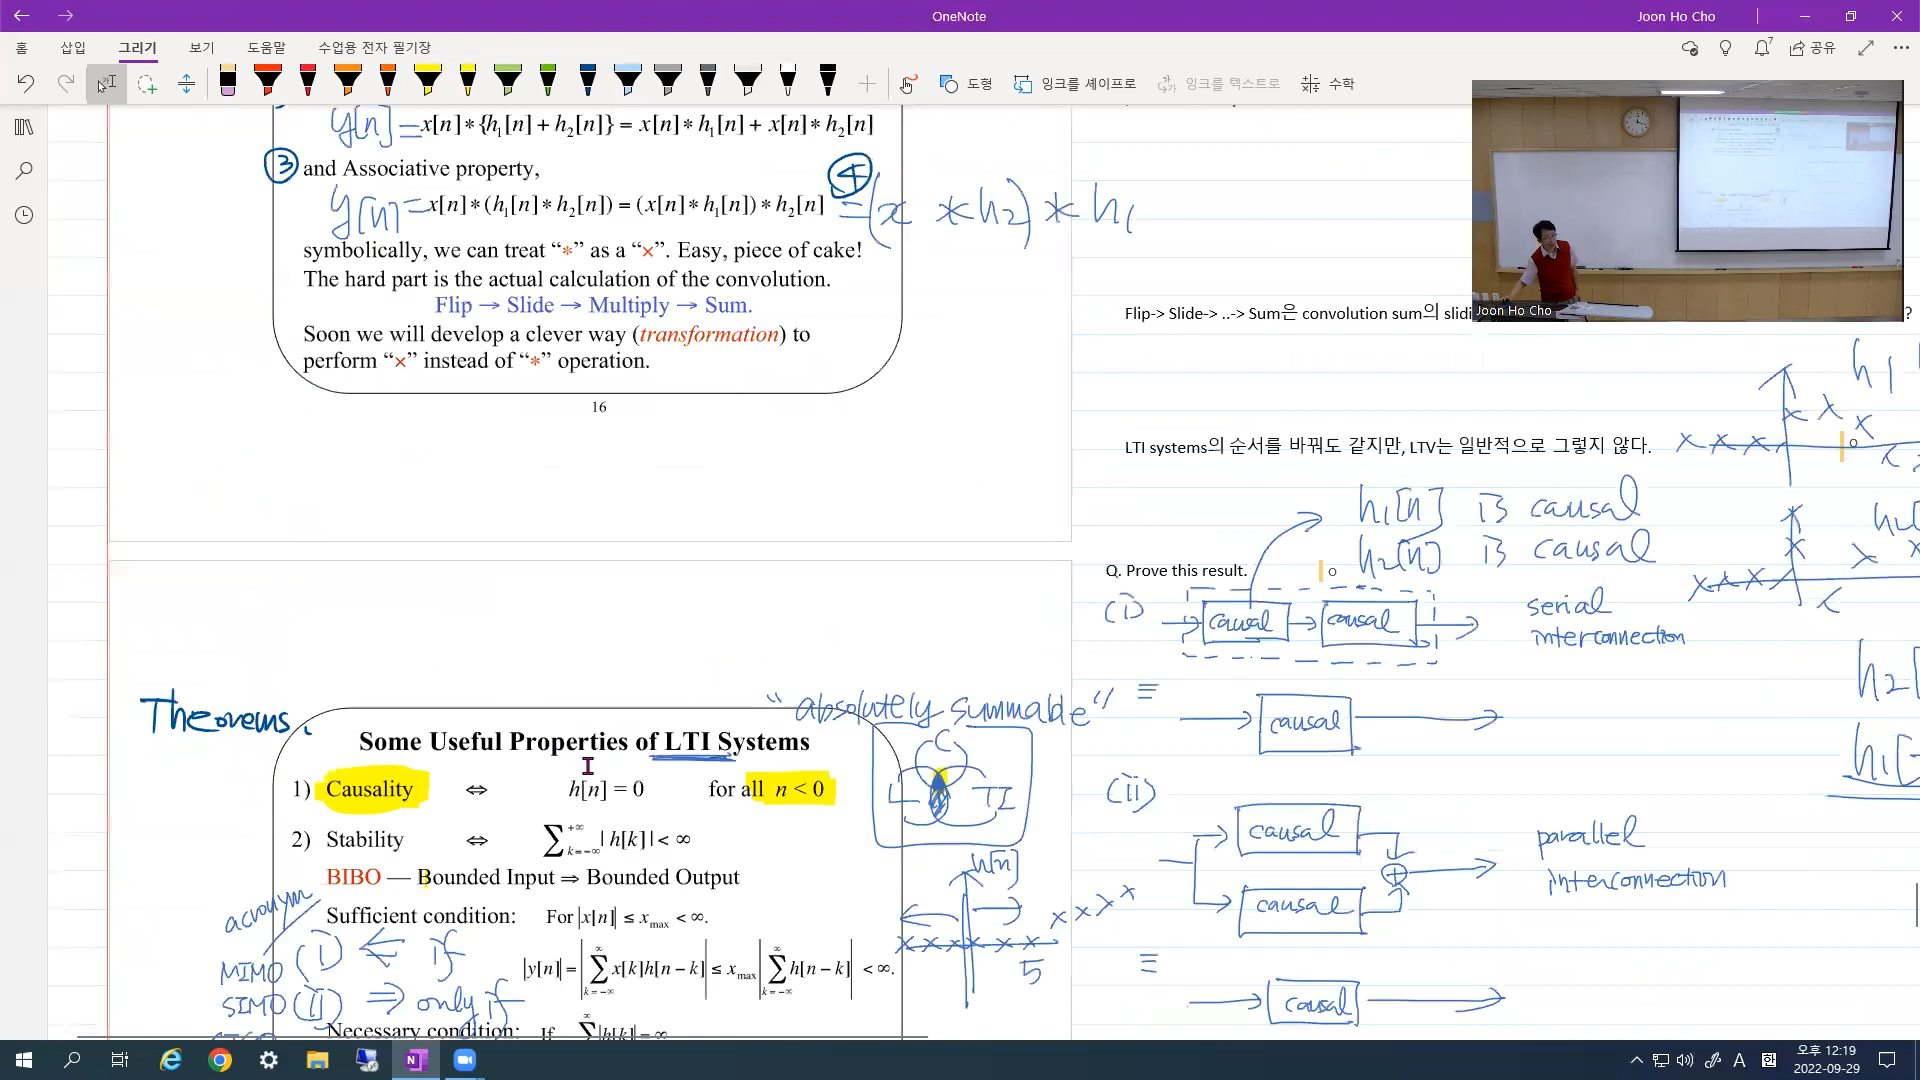 OneNote
Joon Ho Cho
홈 삽입 그리기 보기 도움말 수업용 전자 필기장
공유
도형 잉크를 셰이프로 잉크를 텍스트로 수학
y[n] = x[n]*{h₁[n] + h₂[n]} = x[n]*h₁[n] + x[n]*h₂[n]
③ and Associative property,
④
y[n] = x[n]*(h₁[n]*h₂[n]) = (x[n]*h₁[n])*h₂[n] = (x * h₂) * h₁
symbolically, we can treat “*” as a “×”. Easy, piece of cake!
The hard part is the actual calculation of the convolution.
Flip → Slide → Multiply → Sum.
Soon we will develop a clever way (transformation) to
perform “×” instead of “*” operation.
16
Joon Ho Cho
Flip-> Slide-> ..-> Sum은 convolution sum의
?
h₁
LTI systems의 순서를 바꿔도 같지만, LTV는 일반적으로 그렇지 않다.
h₁[n] is causal
h₂[n] is causal
Q. Prove this result.
(i) causal causal
serial
interconnection
≡
causal
(ii)
causal
causal
parallel
interconnection
≡
causal
Theorems.
“absolutely summable”
Some Useful Properties of LTI Systems
1) Causality ⇔ h[n] = 0 for all n < 0
2) Stability ⇔ ∑_{k=−∞}^{+∞} | h[k] | < ∞
BIBO — Bounded Input ⇒ Bounded Output
Sufficient condition: For |x[n]| ≤ x_max < ∞.
|y[n]| = |∑_{k=−∞}^{∞} x[k]h[n−k]| ≤ x_max |∑_{k=−∞}^{∞} h[n−k]| < ∞.
Necessary condition: If ∑|h[k]| = ∞
acronym
MIMO (i) ⇐ if
SIMO (ii) ⇒ only if
C
L TI
h[n]
5
오후 12:19
2022-09-29